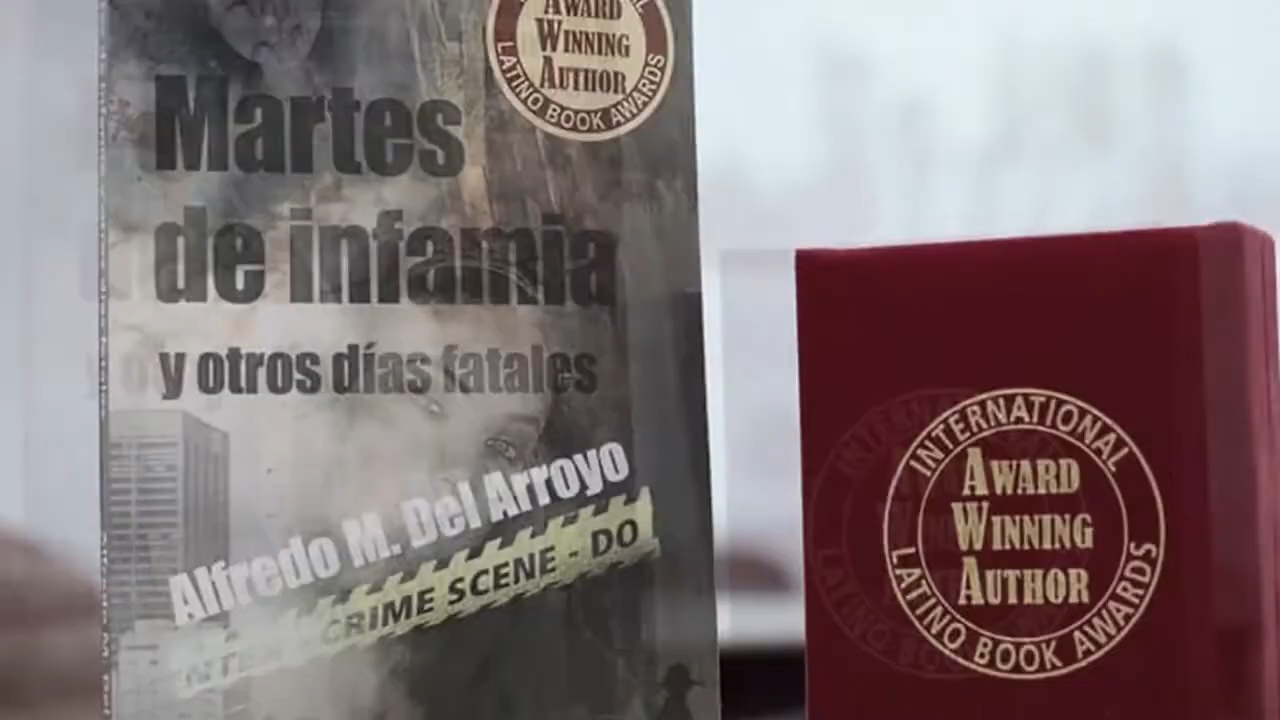 AWARD
WINNING
AUTHOR
LATINO BOOK AWARDS
Martes
de infamia
y otros días fatales
Alfredo M. Del Arroyo
CRIME SCENE - DO
INTERNATIONAL
AWARD
WINNING
AUTHOR
LATINO BOOK AWARDS